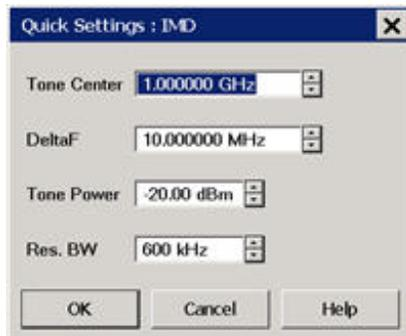 Quick Settings : IMD
Tone Center 1.000000 GHz
DeltaF 10.000000 MHz
Tone Power -20.00 dBm
Res. BW 600 kHz
OK Cancel Help